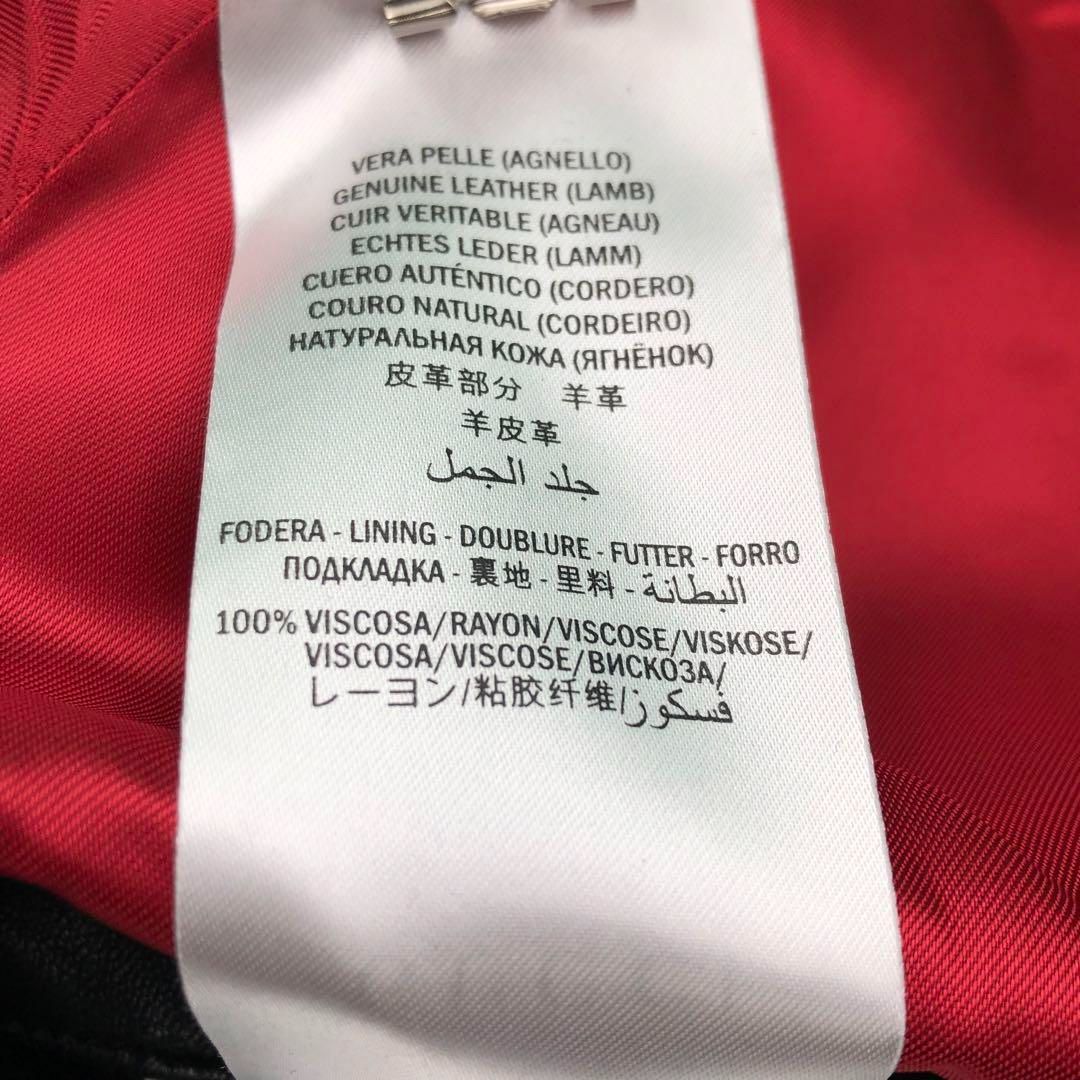 VERA PELLE (AGNELLO)
GENUINE LEATHER (LAMB)
CUIR VERITABLE (AGNEAU)
ECHTES LEDER (LAMM)
CUERO AUTÉNTICO (CORDERO)
COURO NATURAL (CORDEIRO)
НАТУРАЛЬНАЯ КОЖА (ЯГНЁНОК)
皮革部分 羊革
羊皮革
جلد الجمل
FODERA - LINING - DOUBLURE - FUTTER - FORRO
ПОДКЛАДКА - 裏地 - 里料 - البطانة
100% VISCOSA/RAYON/VISCOSE/VISKOSE/
VISCOSA/VISCOSE/ВИСКОЗА/
レーヨン/粘胶纤维/فسكوز